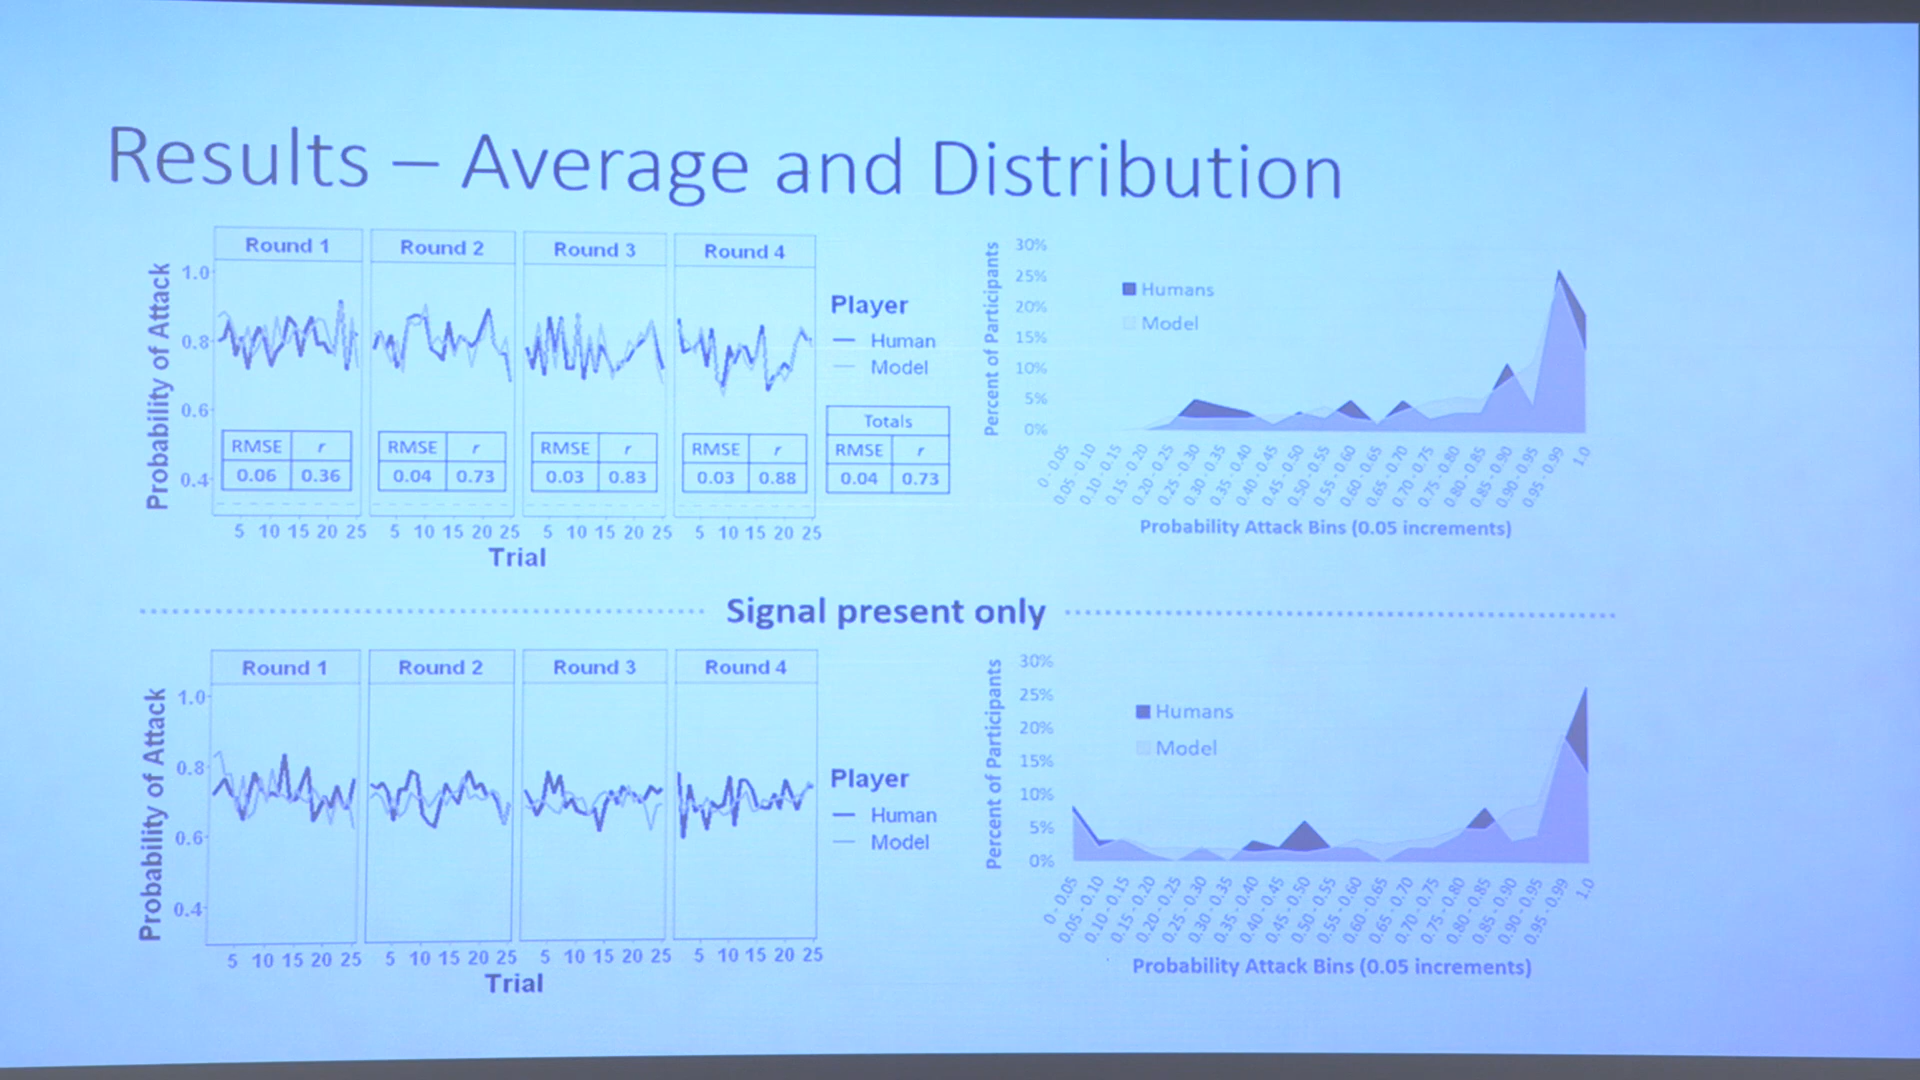 Results – Average and Distribution
Round 1
Round 2
Round 3
Round 4
Probability of Attack
1.0
0.8
0.6
0.4
RMSE r
0.06 0.36
RMSE r
0.04 0.73
RMSE r
0.03 0.83
RMSE r
0.03 0.88
5 10 15 20 25
5 10 15 20 25
5 10 15 20 25
5 10 15 20 25
Trial
Player
Human
Model
Totals
RMSE r
0.04 0.73
Percent of Participants
30%
25%
20%
15%
10%
5%
0%
Humans
Model
0 - 0.05
0.05 - 0.10
0.10 - 0.15
0.15 - 0.20
0.20 - 0.25
0.25 - 0.30
0.30 - 0.35
0.35 - 0.40
0.40 - 0.45
0.45 - 0.50
0.50 - 0.55
0.55 - 0.60
0.60 - 0.65
0.65 - 0.70
0.70 - 0.75
0.75 - 0.80
0.80 - 0.85
0.85 - 0.90
0.90 - 0.95
0.95 - 0.99
1.0
Probability Attack Bins (0.05 increments)
Signal present only
Round 1
Round 2
Round 3
Round 4
Probability of Attack
1.0
0.8
0.6
0.4
5 10 15 20 25
5 10 15 20 25
5 10 15 20 25
5 10 15 20 25
Trial
Player
Human
Model
Percent of Participants
30%
25%
20%
15%
10%
5%
0%
Humans
Model
0 - 0.05
0.05 - 0.10
0.10 - 0.15
0.15 - 0.20
0.20 - 0.25
0.25 - 0.30
0.30 - 0.35
0.35 - 0.40
0.40 - 0.45
0.45 - 0.50
0.50 - 0.55
0.55 - 0.60
0.60 - 0.65
0.65 - 0.70
0.70 - 0.75
0.75 - 0.80
0.80 - 0.85
0.85 - 0.90
0.90 - 0.95
0.95 - 0.99
1.0
Probability Attack Bins (0.05 increments)